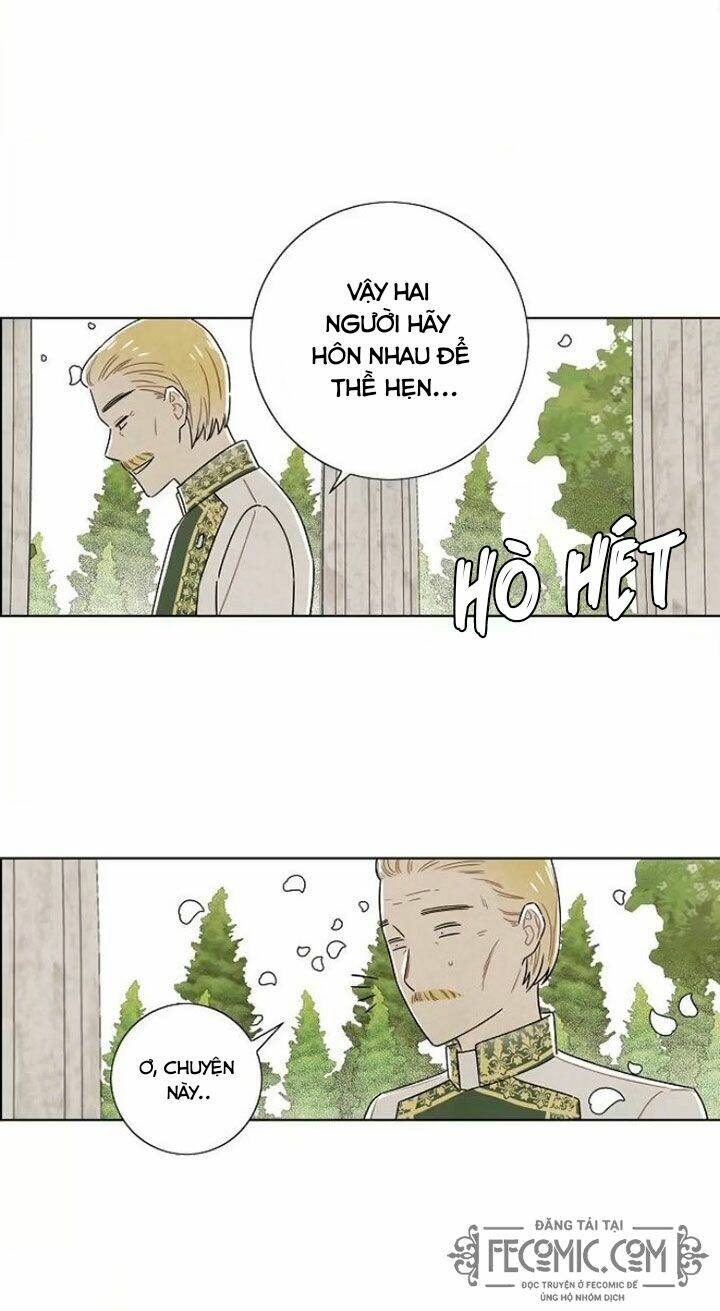 VẬY HAI
NGƯỜI HÃY
HÔN NHAU ĐỂ
THỀ HẸN...
HÒ HÉT
Ơ, CHUYỆN
NÀY..
ĐĂNG TẢI TẠI
FECOMIC.COM
ĐỌC TRUYỆN Ở FECOMIC ĐỂ
ỦNG HỘ NHÓM DỊCH